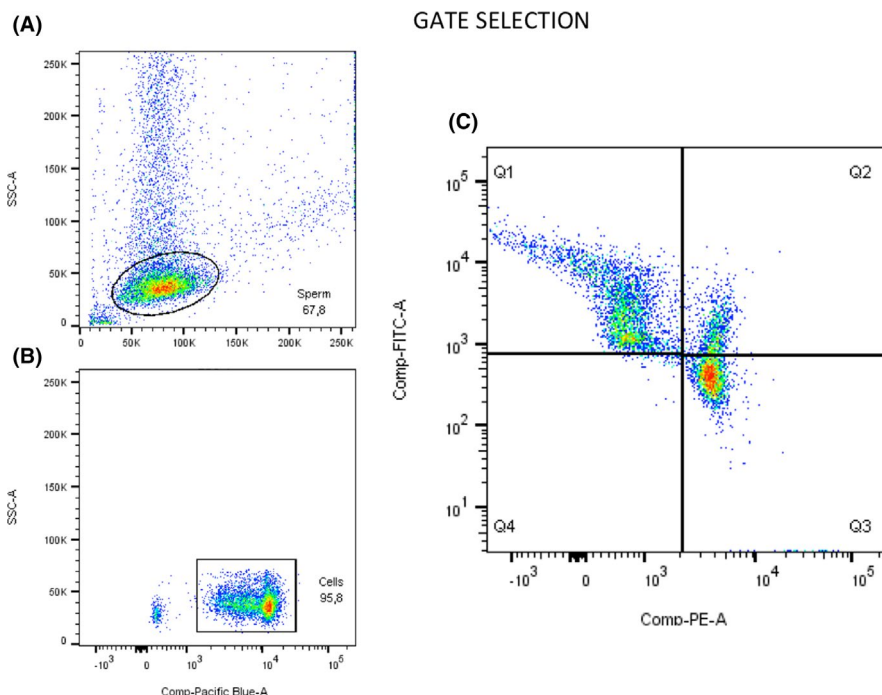 GATE SELECTION
(A)
SSC-A
250K
200K
150K
100K
50K
0
Sperm
67,8
0 50K 100K 150K 200K 250K
(B)
SSC-A
250K
200K
150K
100K
50K
0
Cells
95,8
-10³ 0 10³ 10⁴ 10⁵
Comp-Pacific Blue-A
(C)
Comp-FITC-A
10⁵
10⁴
10³
10²
10¹
Q1 Q2
Q4 Q3
-10³ 0 10³ 10⁴ 10⁵
Comp-PE-A